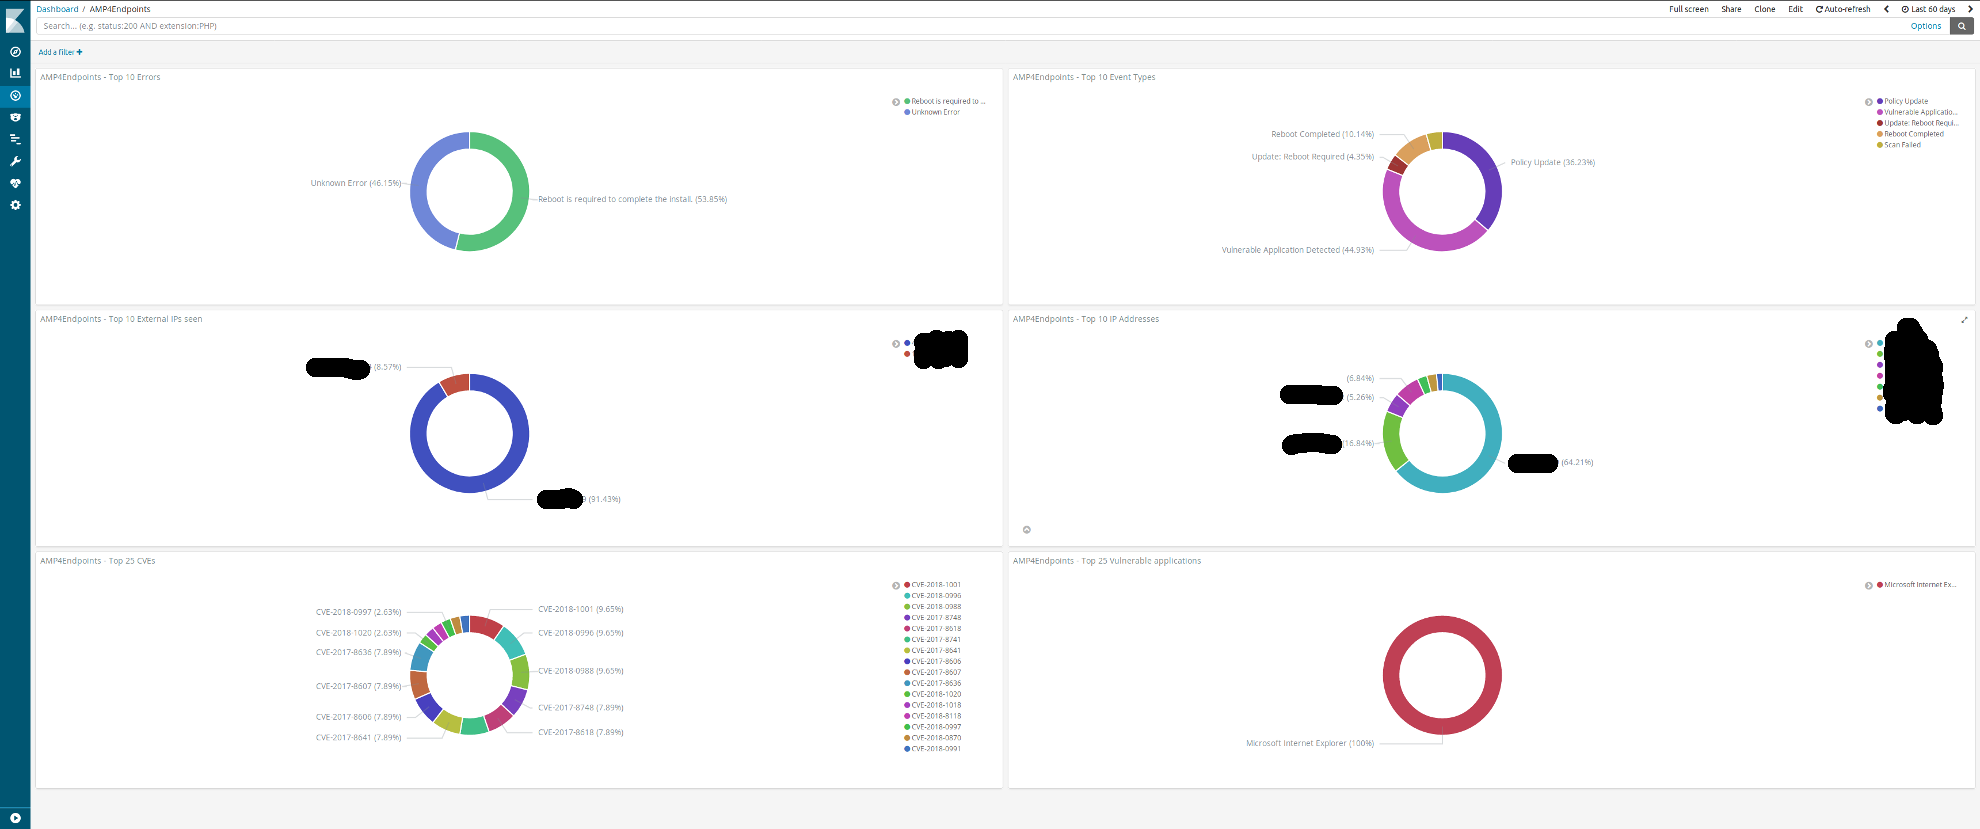 Dashboard / AMP4Endpoints
Full screen Share Clone Edit Auto-refresh Last 60 days
Search... (e.g. status:200 AND extension:PHP)
Options
Add a filter +
AMP4Endpoints - Top 10 Errors
Reboot is required to ...
Unknown Error
Unknown Error (46.15%)
Reboot is required to complete the install. (53.85%)
AMP4Endpoints - Top 10 Event Types
Policy Update
Vulnerable Applicatio...
Update: Reboot Requi...
Reboot Completed
Scan Failed
Reboot Completed (10.14%)
Update: Reboot Required (4.35%)
Policy Update (36.23%)
Vulnerable Application Detected (44.93%)
AMP4Endpoints - Top 10 External IPs seen
(8.57%)
(91.43%)
AMP4Endpoints - Top 10 IP Addresses
(6.84%)
(5.26%)
16.84%)
(64.21%)
AMP4Endpoints - Top 25 CVEs
CVE-2018-0997 (2.63%)
CVE-2018-1020 (2.63%)
CVE-2017-8636 (7.89%)
CVE-2017-8607 (7.89%)
CVE-2017-8606 (7.89%)
CVE-2017-8641 (7.89%)
CVE-2018-1001 (9.65%)
CVE-2018-0996 (9.65%)
CVE-2018-0988 (9.65%)
CVE-2017-8748 (7.89%)
CVE-2017-8618 (7.89%)
CVE-2018-1001
CVE-2018-0996
CVE-2018-0988
CVE-2017-8748
CVE-2017-8618
CVE-2017-8741
CVE-2017-8641
CVE-2017-8606
CVE-2017-8607
CVE-2017-8636
CVE-2018-1020
CVE-2018-1018
CVE-2018-8118
CVE-2018-0997
CVE-2018-0870
CVE-2018-0991
AMP4Endpoints - Top 25 Vulnerable applications
Microsoft Internet Ex...
Microsoft Internet Explorer (100%)